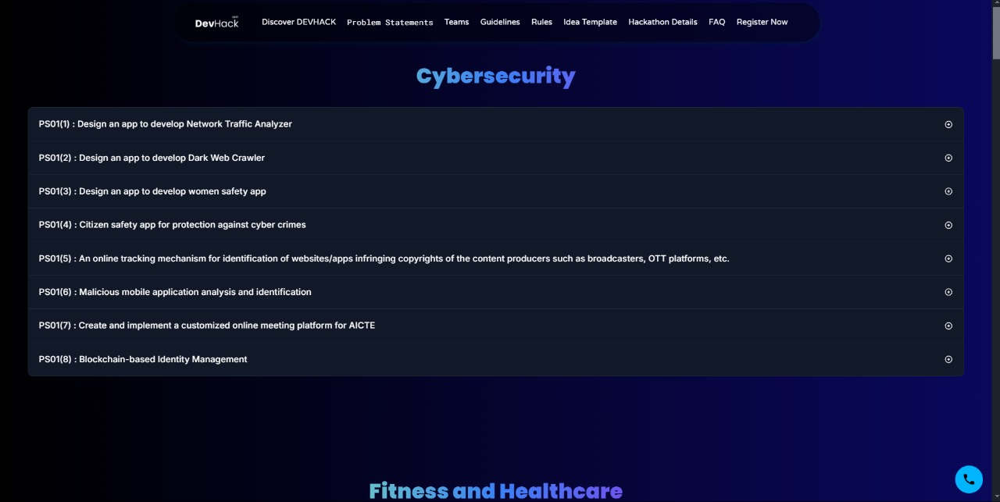 DevHack
Discover DEVHACK Problem Statements Teams Guidelines Rules Idea Template Hackathon Details FAQ Register Now
Cybersecurity
PS01(1) : Design an app to develop Network Traffic Analyzer
PS01(2) : Design an app to develop Dark Web Crawler
PS01(3) : Design an app to develop women safety app
PS01(4) : Citizen safety app for protection against cyber crimes
PS01(5) : An online tracking mechanism for identification of websites/apps infringing copyrights of the content producers such as broadcasters, OTT platforms, etc.
PS01(6) : Malicious mobile application analysis and identification
PS01(7) : Create and implement a customized online meeting platform for AICTE
PS01(8) : Blockchain-based Identity Management
Fitness and Healthcare